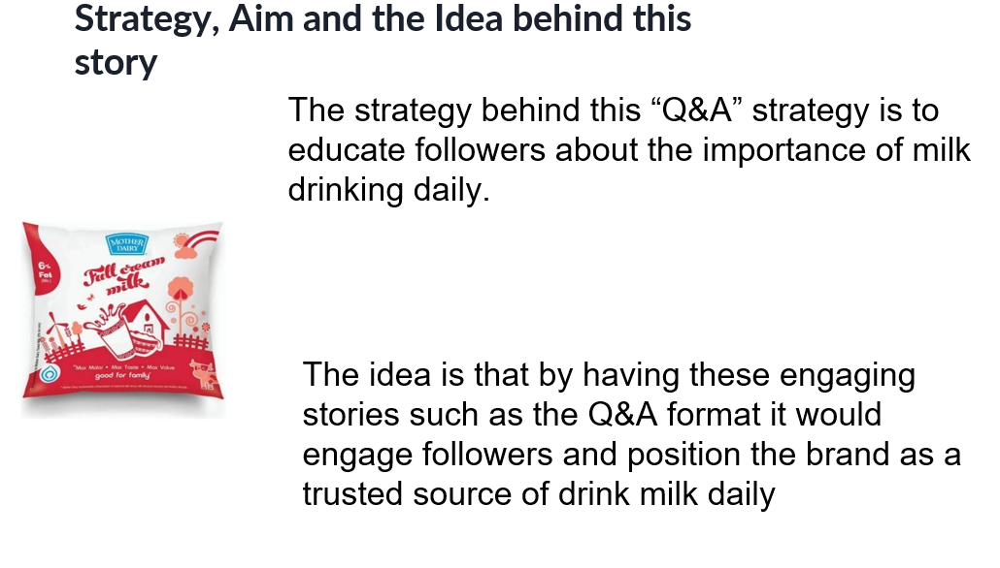 Strategy, Aim and the Idea behind this
story
The strategy behind this “Q&A” strategy is to
educate followers about the importance of milk
drinking daily.
MOTHER
DAIRY
6%
Fat
Full cream
milk
"Max Malai • Max Taste • Max Value
good for family"
The idea is that by having these engaging
stories such as the Q&A format it would
engage followers and position the brand as a
trusted source of drink milk daily